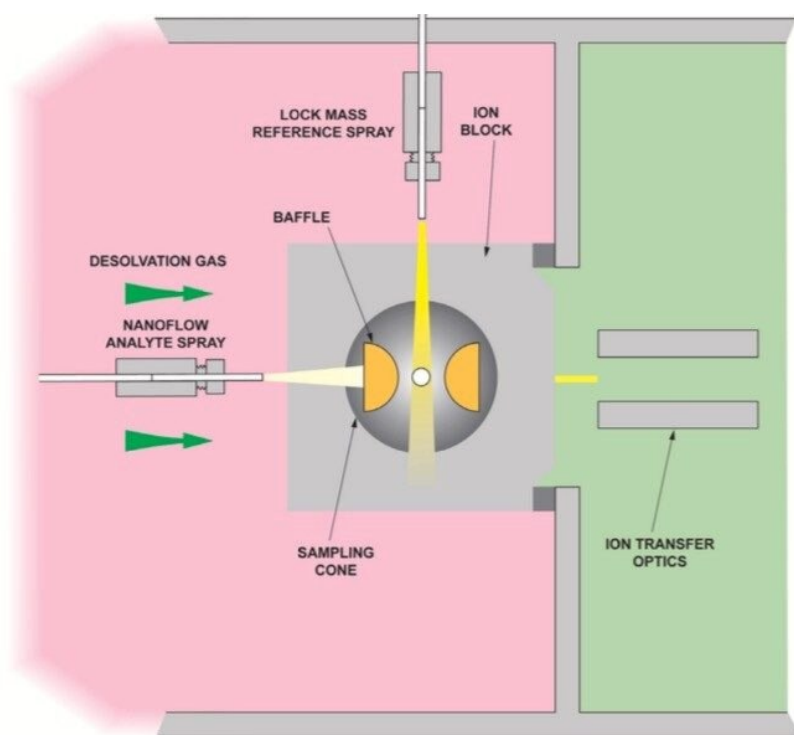 LOCK MASS
REFERENCE SPRAY
ION
BLOCK
BAFFLE
DESOLVATION GAS
NANOFLOW
ANALYTE SPRAY
SAMPLING
CONE
ION TRANSFER
OPTICS